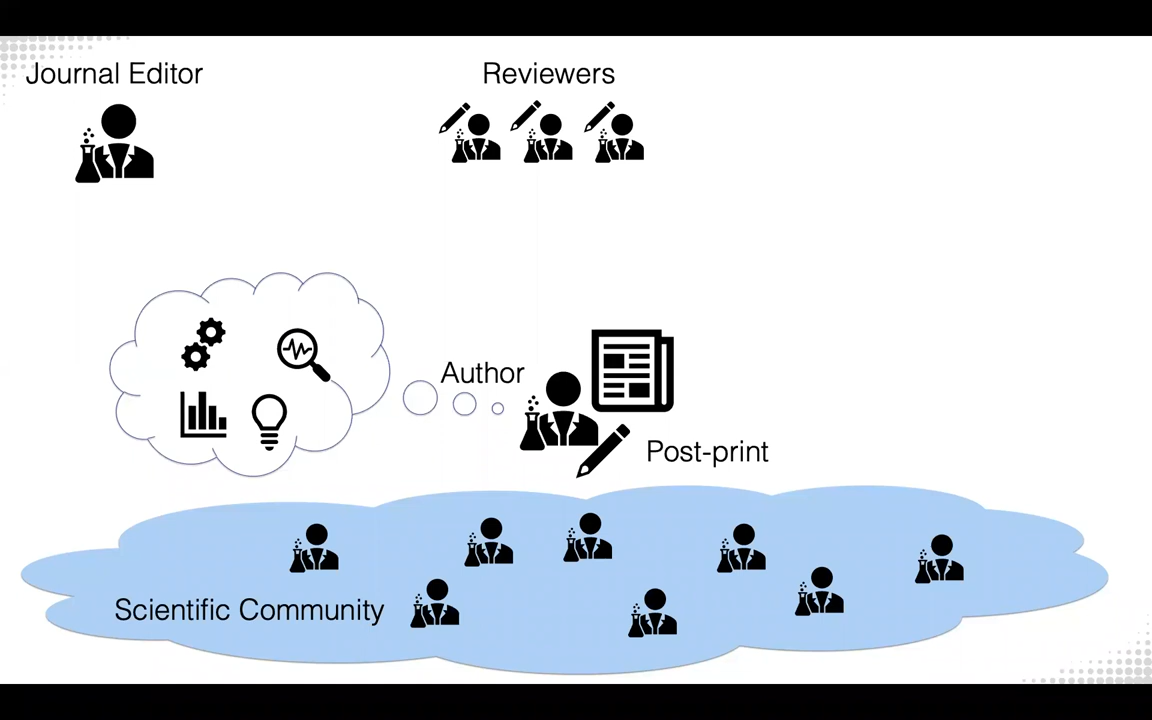 Journal Editor
Reviewers
Author
Post-print
Scientific Community